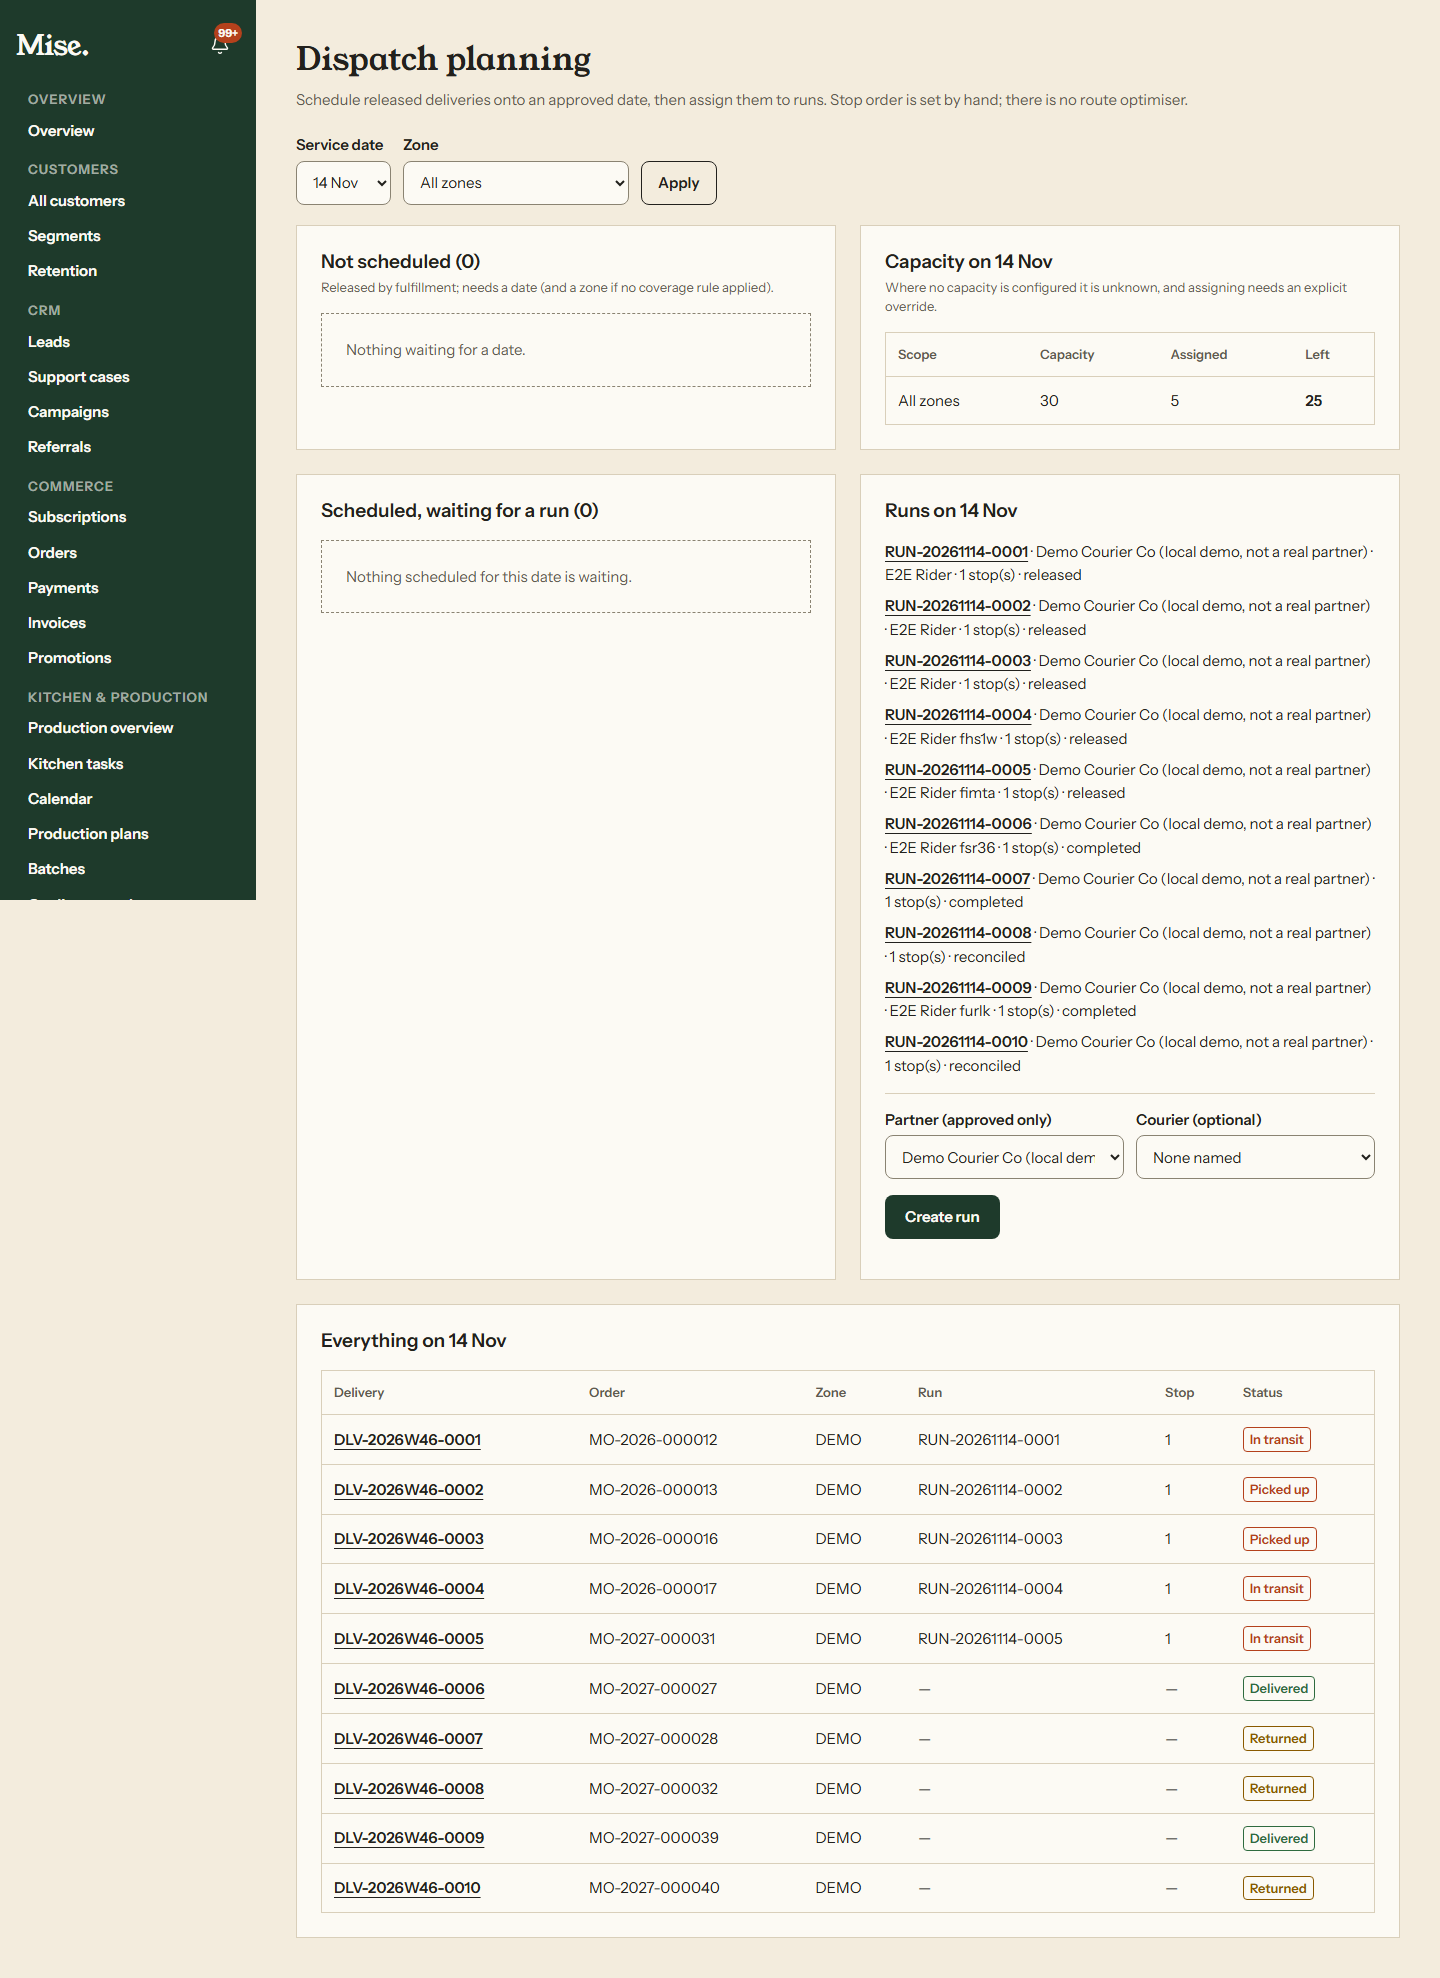 Mise.
99+
OVERVIEW
Overview
CUSTOMERS
All customers
Segments
Retention
CRM
Leads
Support cases
Campaigns
Referrals
COMMERCE
Subscriptions
Orders
Payments
Invoices
Promotions
KITCHEN & PRODUCTION
Production overview
Kitchen tasks
Calendar
Production plans
Batches
Dispatch planning
Schedule released deliveries onto an approved date, then assign them to runs. Stop order is set by hand; there is no route optimiser.
Service date Zone
14 Nov All zones Apply
Not scheduled (0)
Released by fulfillment; needs a date (and a zone if no coverage rule applied).
Nothing waiting for a date.
Capacity on 14 Nov
Where no capacity is configured it is unknown, and assigning needs an explicit
override.
Scope Capacity Assigned Left
All zones 30 5 25
Scheduled, waiting for a run (0)
Nothing scheduled for this date is waiting.
Runs on 14 Nov
RUN-20261114-0001 · Demo Courier Co (local demo, not a real partner) ·
E2E Rider · 1 stop(s) · released
RUN-20261114-0002 · Demo Courier Co (local demo, not a real partner)
· E2E Rider · 1 stop(s) · released
RUN-20261114-0003 · Demo Courier Co (local demo, not a real partner)
· E2E Rider · 1 stop(s) · released
RUN-20261114-0004 · Demo Courier Co (local demo, not a real partner)
· E2E Rider fhs1w · 1 stop(s) · released
RUN-20261114-0005 · Demo Courier Co (local demo, not a real partner)
· E2E Rider fimta · 1 stop(s) · released
RUN-20261114-0006 · Demo Courier Co (local demo, not a real partner)
· E2E Rider fsr36 · 1 stop(s) · completed
RUN-20261114-0007 · Demo Courier Co (local demo, not a real partner) ·
1 stop(s) · completed
RUN-20261114-0008 · Demo Courier Co (local demo, not a real partner)
· 1 stop(s) · reconciled
RUN-20261114-0009 · Demo Courier Co (local demo, not a real partner)
· E2E Rider furlk · 1 stop(s) · completed
RUN-20261114-0010 · Demo Courier Co (local demo, not a real partner) ·
1 stop(s) · reconciled
Partner (approved only) Courier (optional)
Demo Courier Co (local dem None named
Create run
Everything on 14 Nov
Delivery Order Zone Run Stop Status
DLV-2026W46-0001 MO-2026-000012 DEMO RUN-20261114-0001 1 In transit
DLV-2026W46-0002 MO-2026-000013 DEMO RUN-20261114-0002 1 Picked up
DLV-2026W46-0003 MO-2026-000016 DEMO RUN-20261114-0003 1 Picked up
DLV-2026W46-0004 MO-2026-000017 DEMO RUN-20261114-0004 1 In transit
DLV-2026W46-0005 MO-2027-000031 DEMO RUN-20261114-0005 1 In transit
DLV-2026W46-0006 MO-2027-000027 DEMO — — Delivered
DLV-2026W46-0007 MO-2027-000028 DEMO — — Returned
DLV-2026W46-0008 MO-2027-000032 DEMO — — Returned
DLV-2026W46-0009 MO-2027-000039 DEMO — — Delivered
DLV-2026W46-0010 MO-2027-000040 DEMO — — Returned